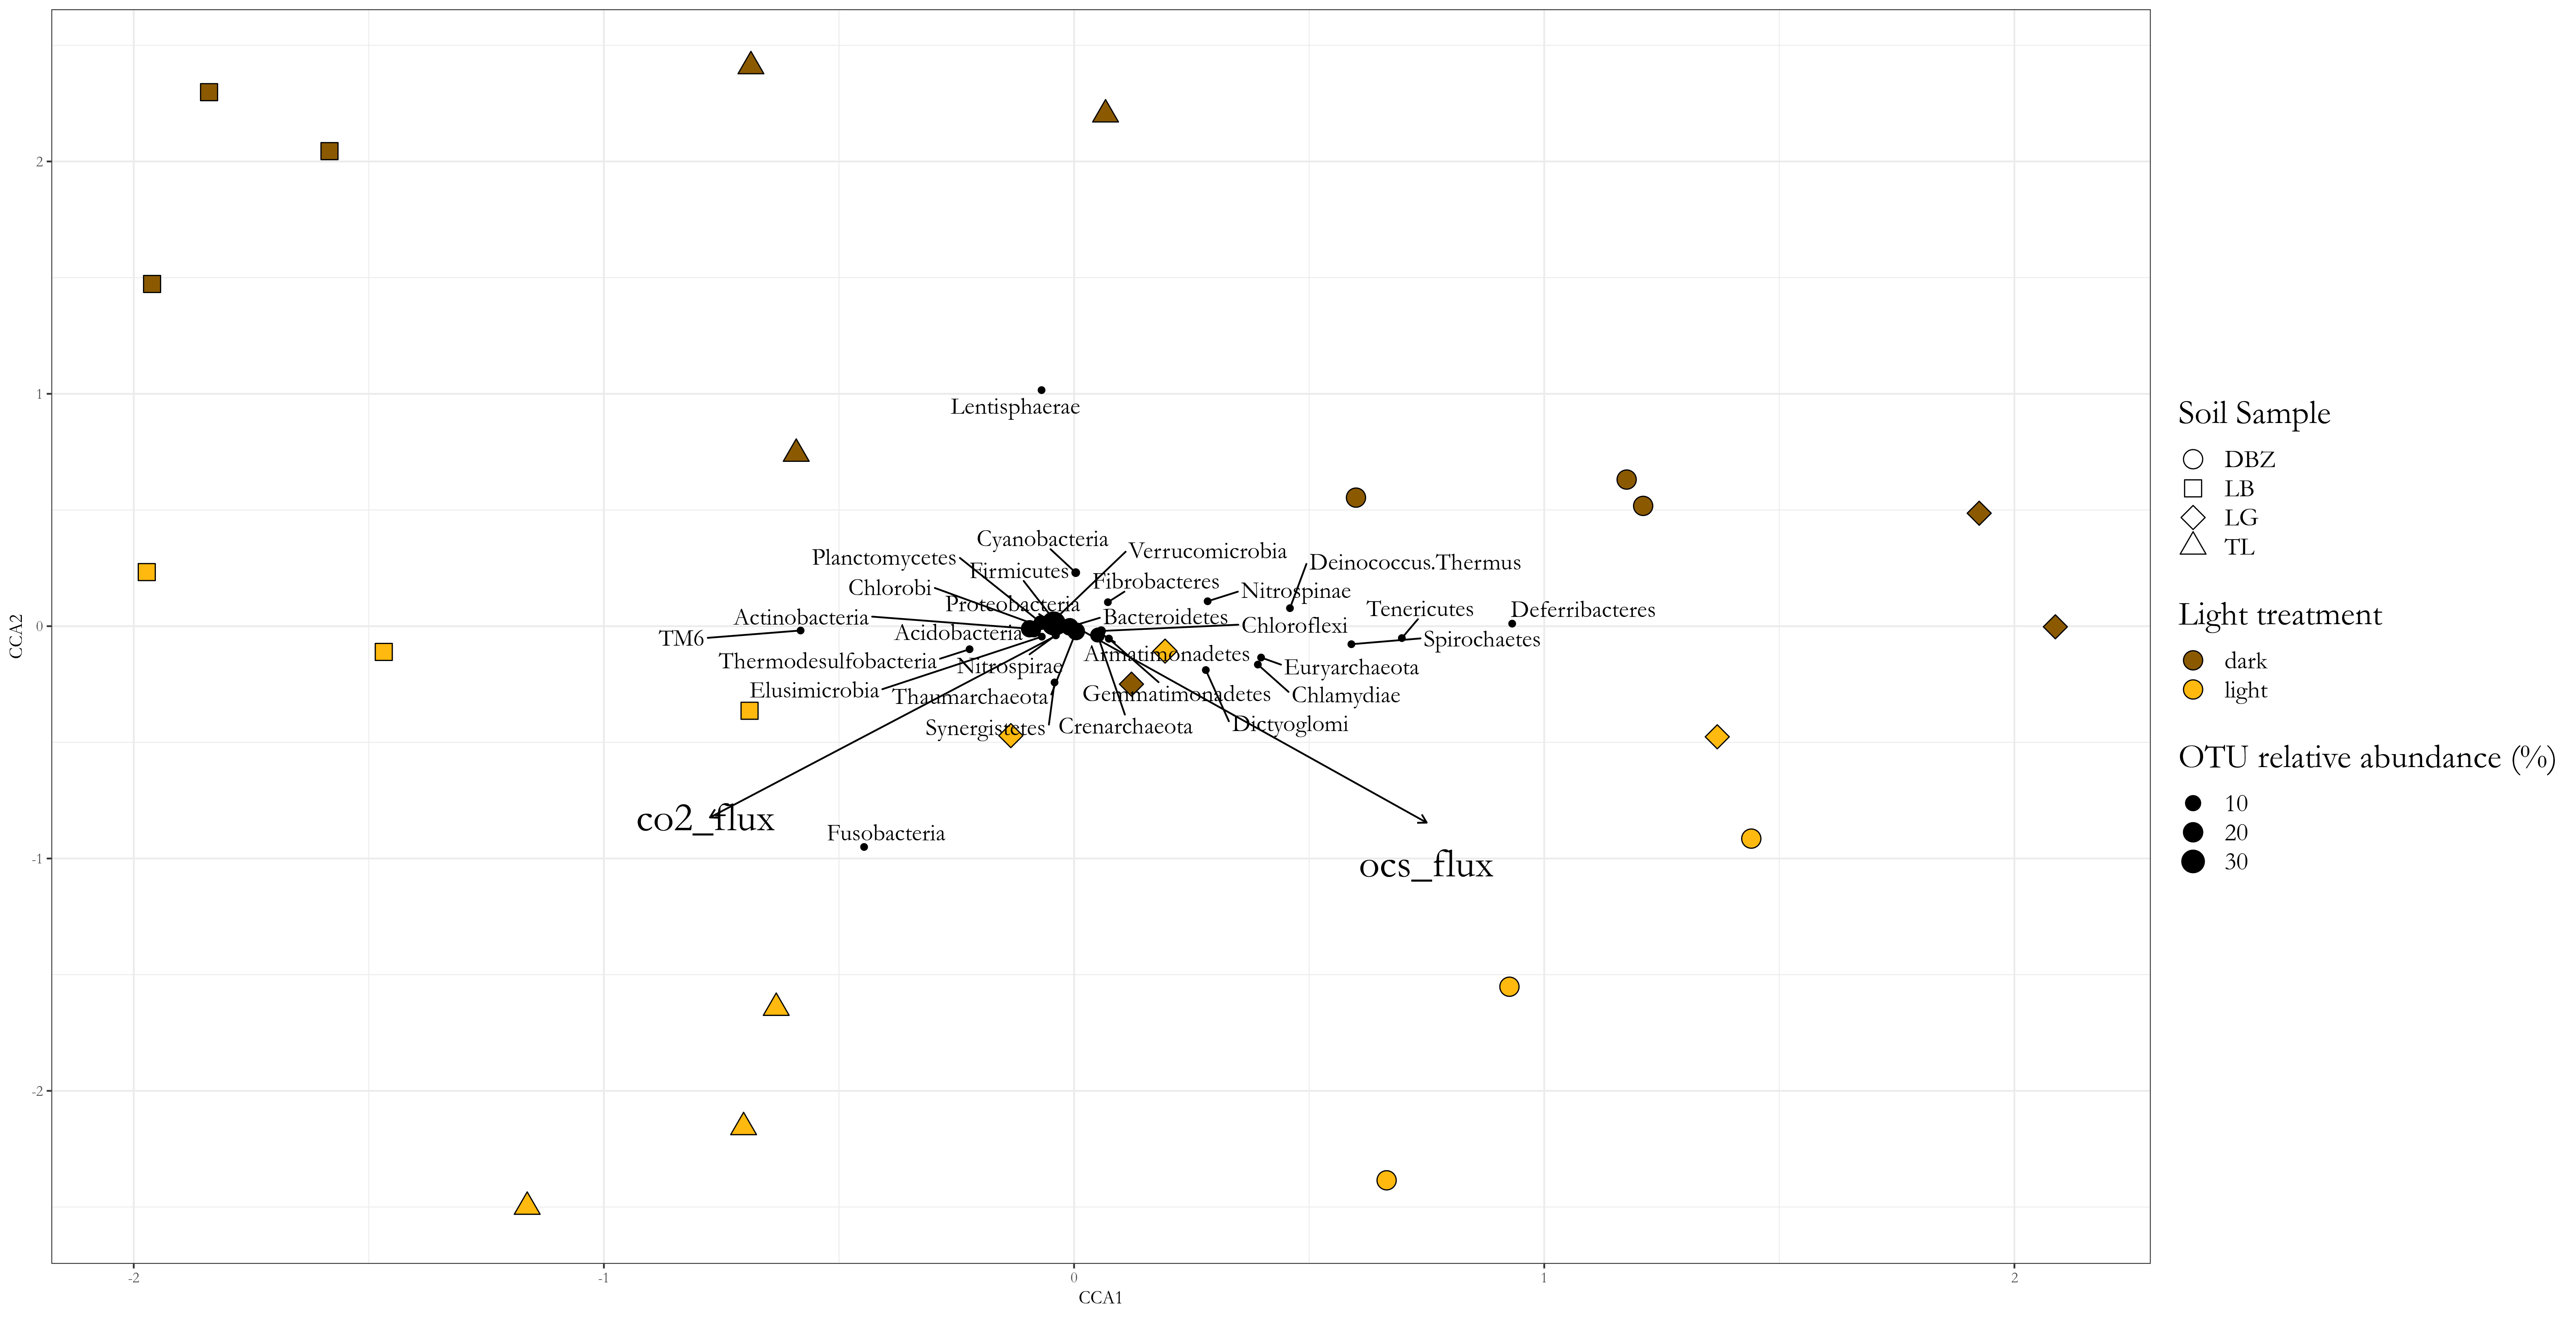 2
1
0
-1
-2
CCA2
-2
-1
0
1
2
CCA1
Lentisphaerae
Cyanobacteria
Planctomycetes
Verrucomicrobia
Firmicutes
Deinococcus.Thermus
Chlorobi
Fibrobacteres
Nitrospinae
Proteobacteria
Tenericutes
Deferribacteres
Actinobacteria
Bacteroidetes
Chloroflexi
TM6
Acidobacteria
Spirochaetes
Thermodesulfobacteria
Nitrospirae
Armatimonadetes
Euryarchaeota
Elusimicrobia
Thaumarchaeota
Gemmatimonadetes
Chlamydiae
Synergistetes
Crenarchaeota
Dictyoglomi
co2_flux
Fusobacteria
ocs_flux
Soil Sample
DBZ
LB
LG
TL
Light treatment
dark
light
OTU relative abundance (%)
10
20
30